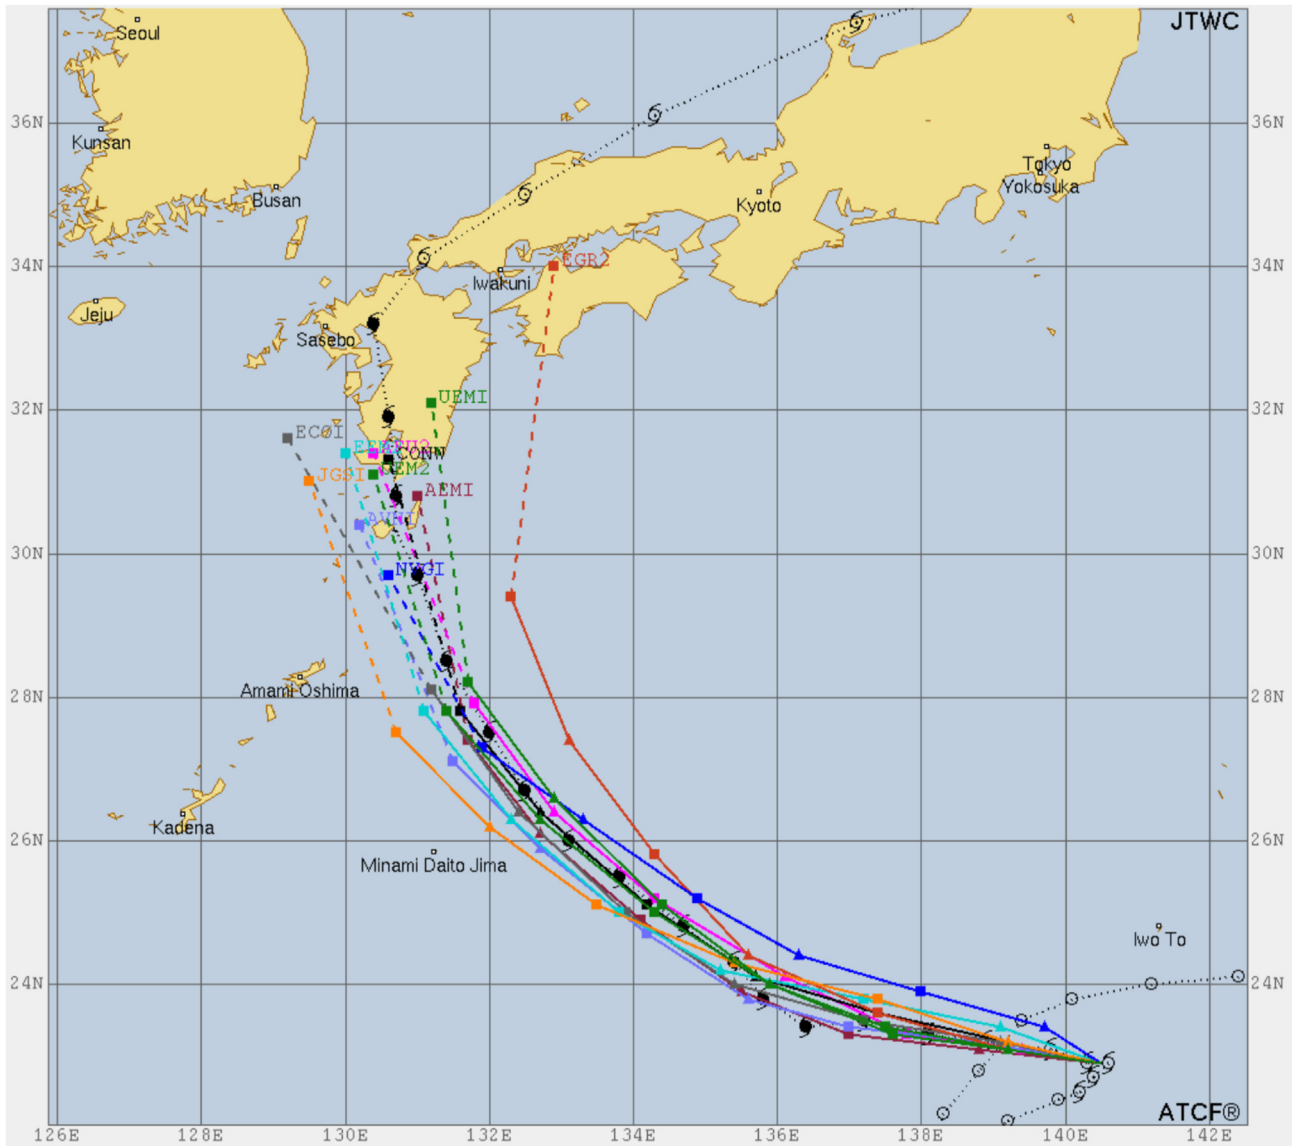 JTWC
Seoul
36N
36N
Kunsan
Tokyo
Yokosuka
Busan
Kyoto
34N
34N
EGR2
Iwakuni
Jeju
Sasebo
32N
32N
UEMI
EC0I
CONW
JGSI
AEMI
AVNI
30N
30N
NVGI
28N
28N
Amami Oshima
Kadena
26N
26N
Minami Daito Jima
Iwo To
24N
24N
ATCF®
126E
128E
130E
132E
134E
136E
138E
140E
142E